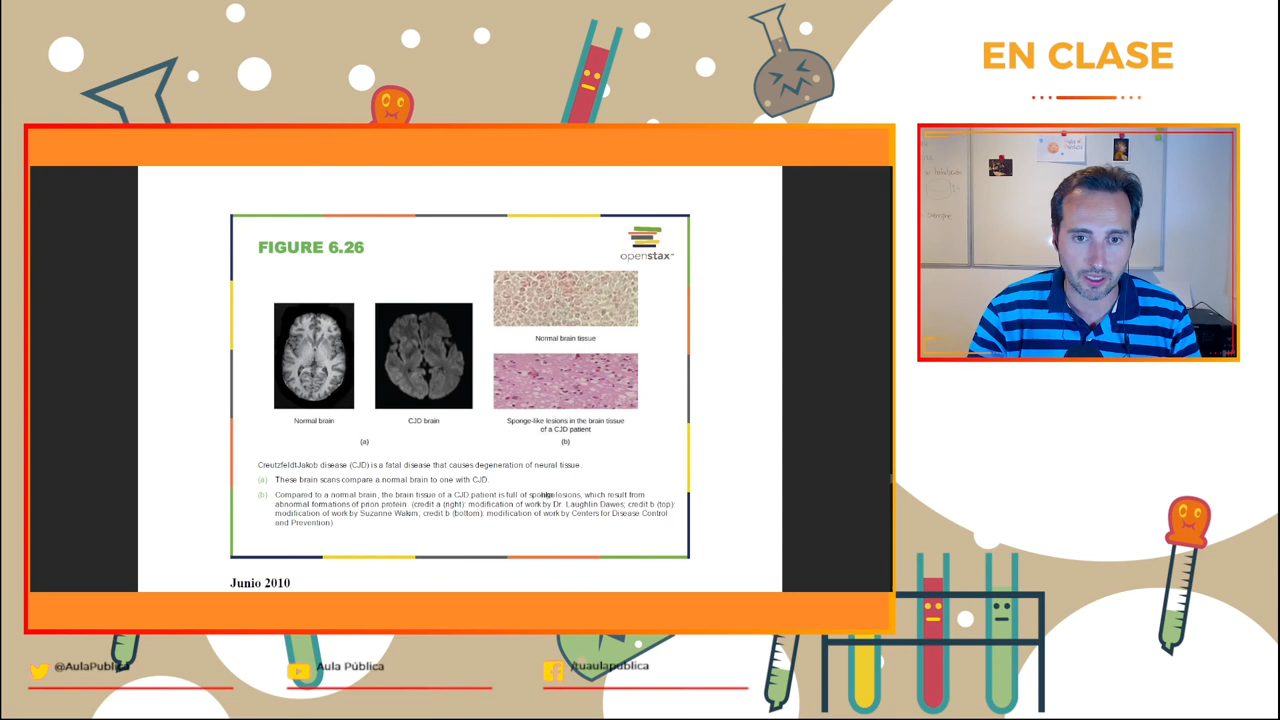 EN CLASE
FIGURE 6.26
openstax™
Normal brain tissue
Normal brain
CJD brain
Sponge-like lesions in the brain tissue
of a CJD patient
(a)
(b)
Creutzfeldt-Jakob disease (CJD) is a fatal disease that causes degeneration of neural tissue.
(a) These brain scans compare a normal brain to one with CJD.
(b) Compared to a normal brain, the brain tissue of a CJD patient is full of sponge-like lesions, which result from
abnormal formations of prion protein. (credit a (right): modification of work by Dr. Laughlin Dawes; credit b (top):
modification of work by Suzanne Wakim; credit b (bottom): modification of work by Centers for Disease Control
and Prevention)
Junio 2010
@AulaPublica
Aula Pública
/tuaulapublica